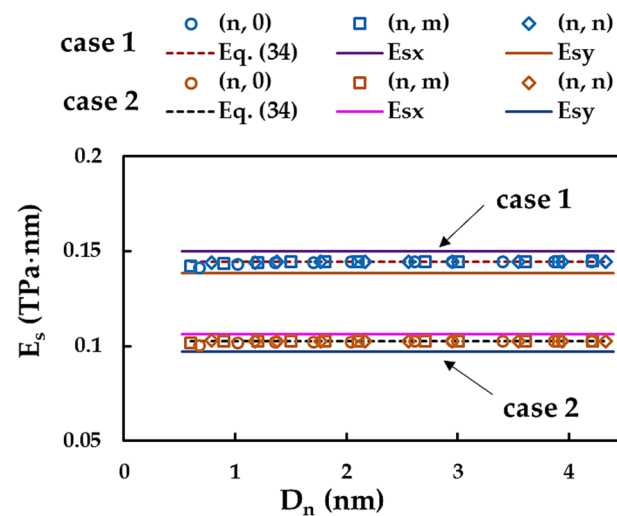 case 1
(n, 0) (n, m) (n, n)
Eq. (34) Esx Esy
case 2
(n, 0) (n, m) (n, n)
Eq. (34) Esx Esy
0.2
case 1
0.15
Es (TPa·nm)
0.1
case 2
0.05
0 1 2 3 4
Dn (nm)